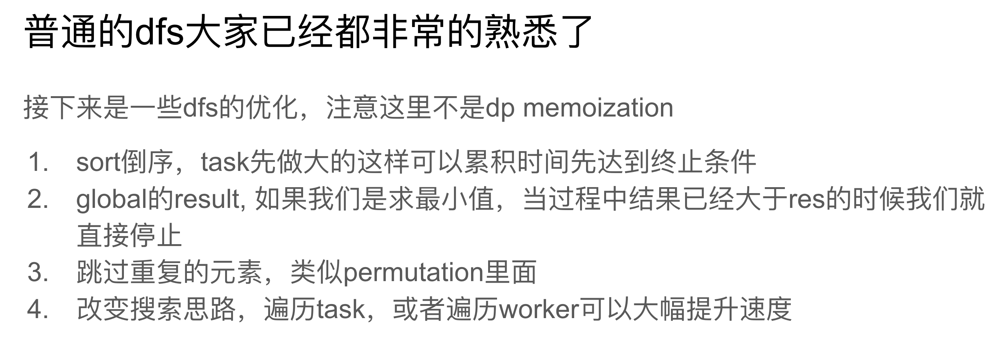 普通的dfs大家已经都非常的熟悉了
接下来是一些dfs的优化，注意这里不是dp memoization
1. sort倒序，task先做大的这样可以累积时间先达到终止条件
2. global的result, 如果我们是求最小值，当过程中结果已经大于res的时候我们就
直接停止
3. 跳过重复的元素，类似permutation里面
4. 改变搜索思路，遍历task，或者遍历worker可以大幅提升速度